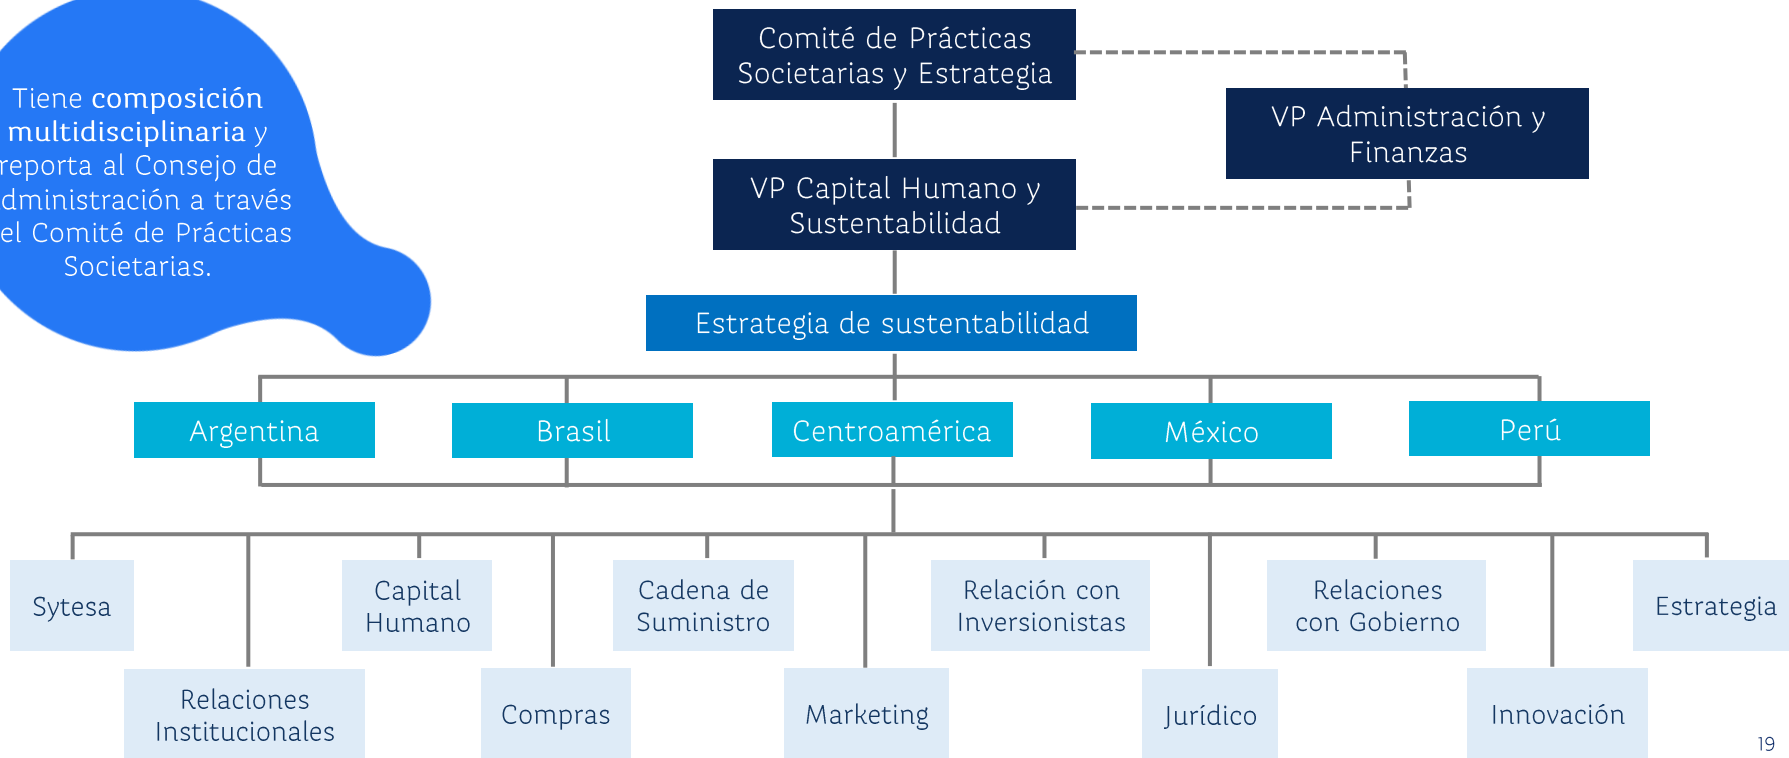 Tiene composición
multidisciplinaria y
reporta al Consejo de
dministración a través
el Comité de Prácticas
Societarias.
Comité de Prácticas
Societarias y Estrategia
VP Administración y
Finanzas
VP Capital Humano y
Sustentabilidad
Estrategia de sustentabilidad
Argentina
Brasil
Centroamérica
México
Perú
Sytesa
Capital
Humano
Cadena de
Suministro
Relación con
Inversionistas
Relaciones
con Gobierno
Estrategia
Relaciones
Institucionales
Compras
Marketing
Jurídico
Innovación
19